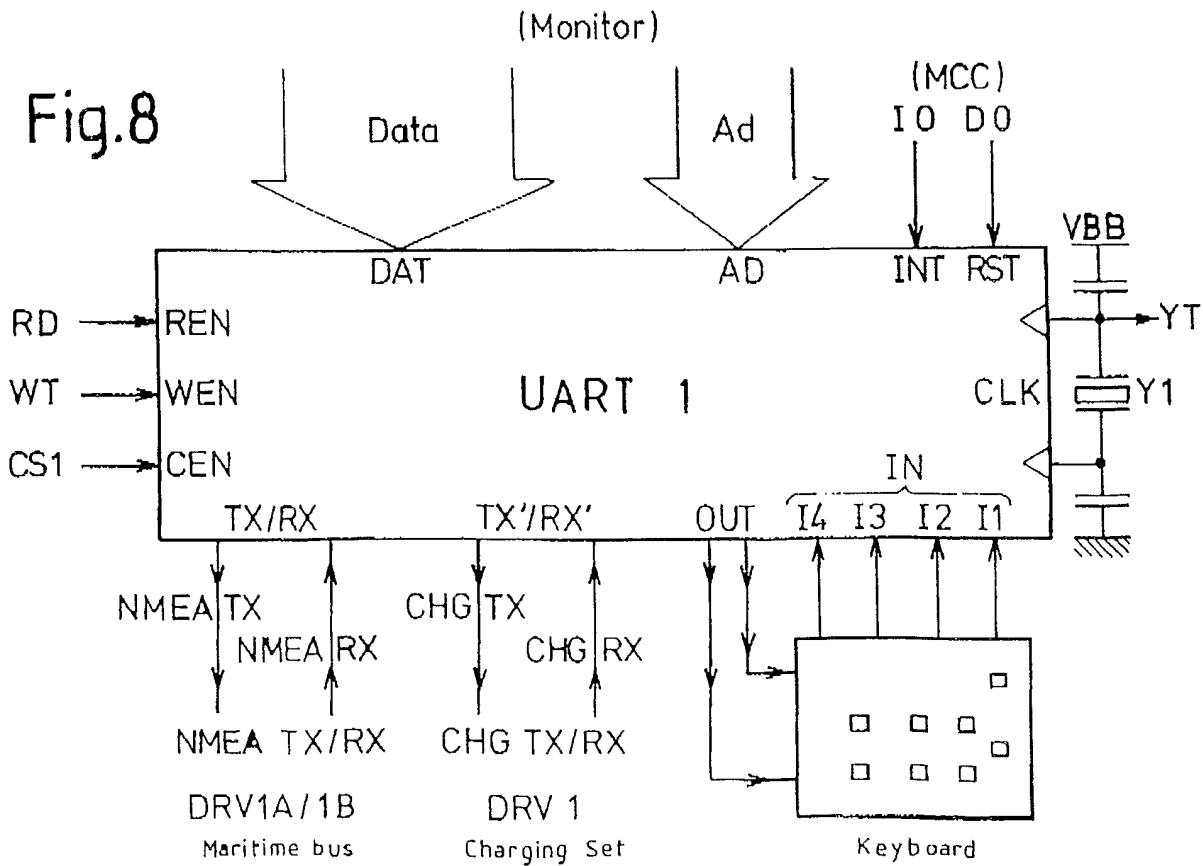 (Monitor)
Fig.8
Data
Ad
(MCC)
I0 D0
VBB
DAT
AD
INT RST
RD
REN
YT
WT
WEN
UART 1
CLK
Y1
CS1
CEN
IN
TX/RX
TX'/RX'
OUT
I4 I3 I2 I1
NMEA TX
CHG TX
NMEA RX
CHG RX
NMEA TX/RX
CHG TX/RX
DRV1A/1B
DRV 1
Maritime bus
Charging Set
Keyboard